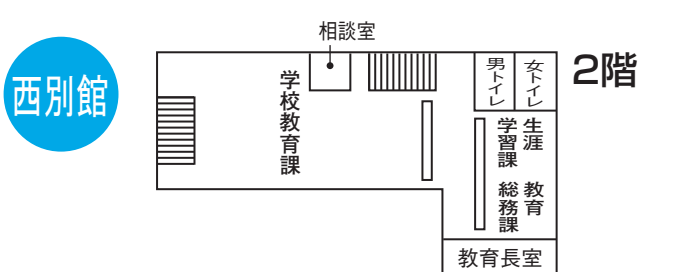 西別館
2階
相談室
学校教育課
男トイレ
女トイレ
生涯
学習課
教育
総務課
教育長室